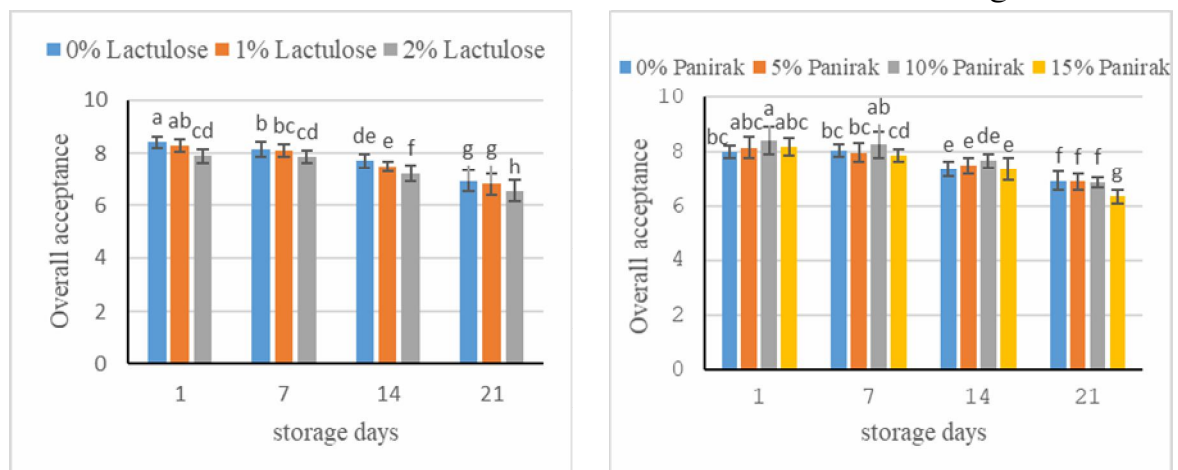 0% Lactulose 1% Lactulose 2% Lactulose
10
8
6
4
2
0
a ab cd b bc cd de e f g g h
1 7 14 21
storage days
Overall acceptance
0% Panirak 5% Panirak 10% Panirak 15% Panirak
10
8
6
4
2
0
bc abc a abc bc bc ab cd e e de e f f f g
1 7 14 21
storage days
Overall acceptance